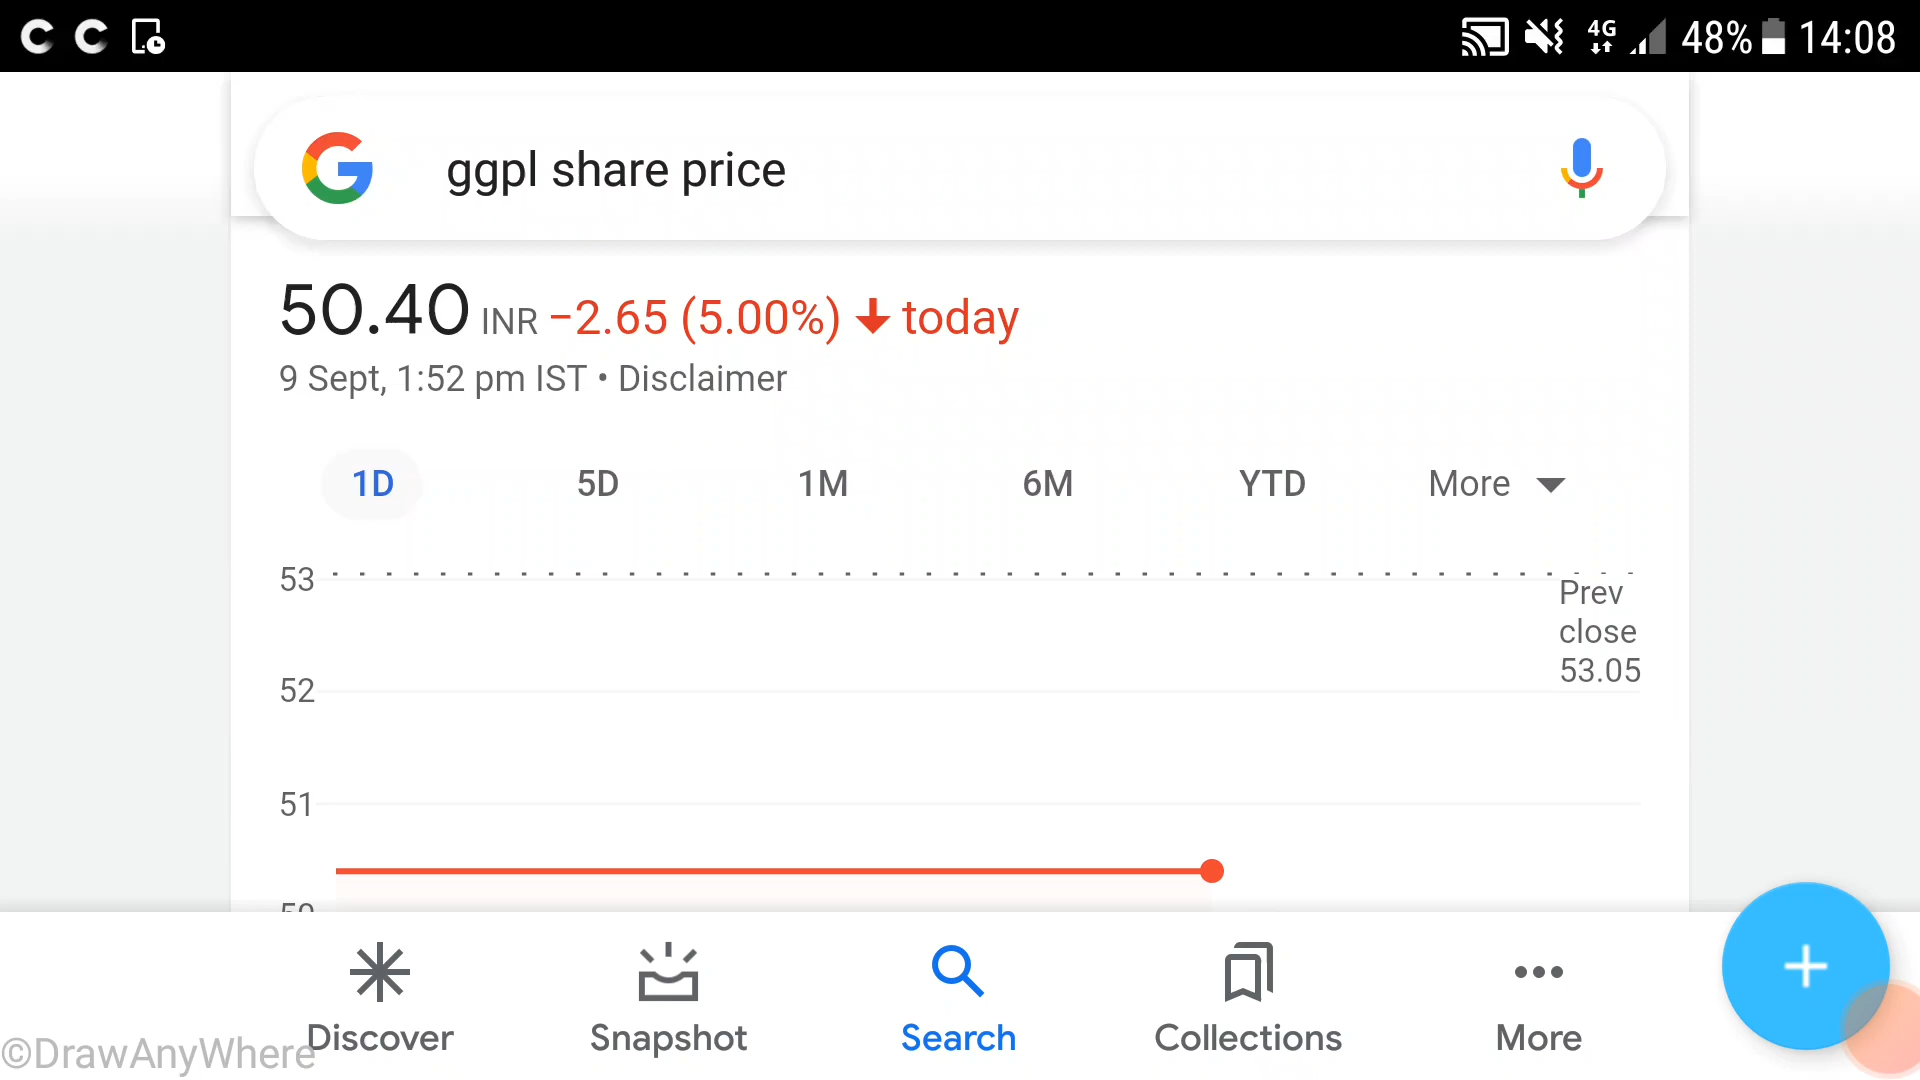 4G 48% 14:08
ggpl share price
50.40 INR −2.65 (5.00%) today
9 Sept, 1:52 pm IST • Disclaimer
1D 5D 1M 6M YTD More
53
Prev
close
53.05
52
51
50
Discover Snapshot Search Collections More
©DrawAnyWhere